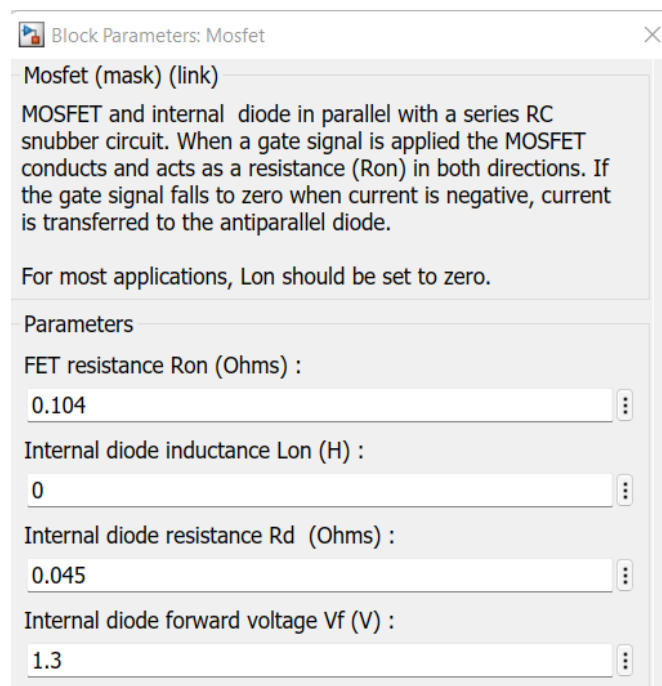 Block Parameters: Mosfet
Mosfet (mask) (link)
MOSFET and internal  diode in parallel with a series RC
snubber circuit. When a gate signal is applied the MOSFET
conducts and acts as a resistance (Ron) in both directions. If
the gate signal falls to zero when current is negative, current
is transferred to the antiparallel diode.
For most applications, Lon should be set to zero.
Parameters
FET resistance Ron (Ohms) :
0.104
Internal diode inductance Lon (H) :
0
Internal diode resistance Rd  (Ohms) :
0.045
Internal diode forward voltage Vf (V) :
1.3